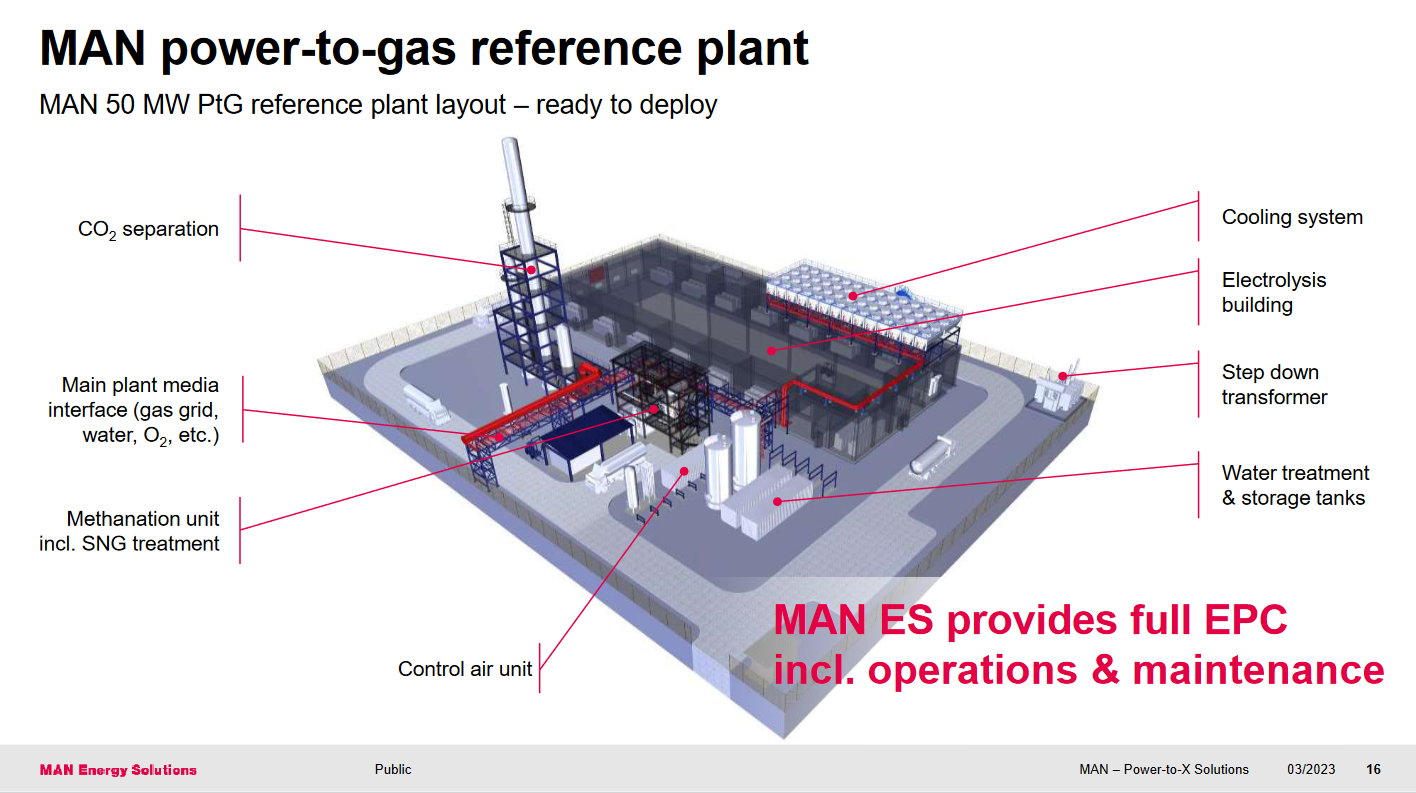 MAN power-to-gas reference plant
MAN 50 MW PtG reference plant layout – ready to deploy
CO₂ separation
Main plant media
interface (gas grid,
water, O₂, etc.)
Methanation unit
incl. SNG treatment
Control air unit
Cooling system
Electrolysis
building
Step down
transformer
Water treatment
& storage tanks
MAN ES provides full EPC
incl. operations & maintenance
MAN Energy Solutions
Public
MAN – Power-to-X Solutions
03/2023
16